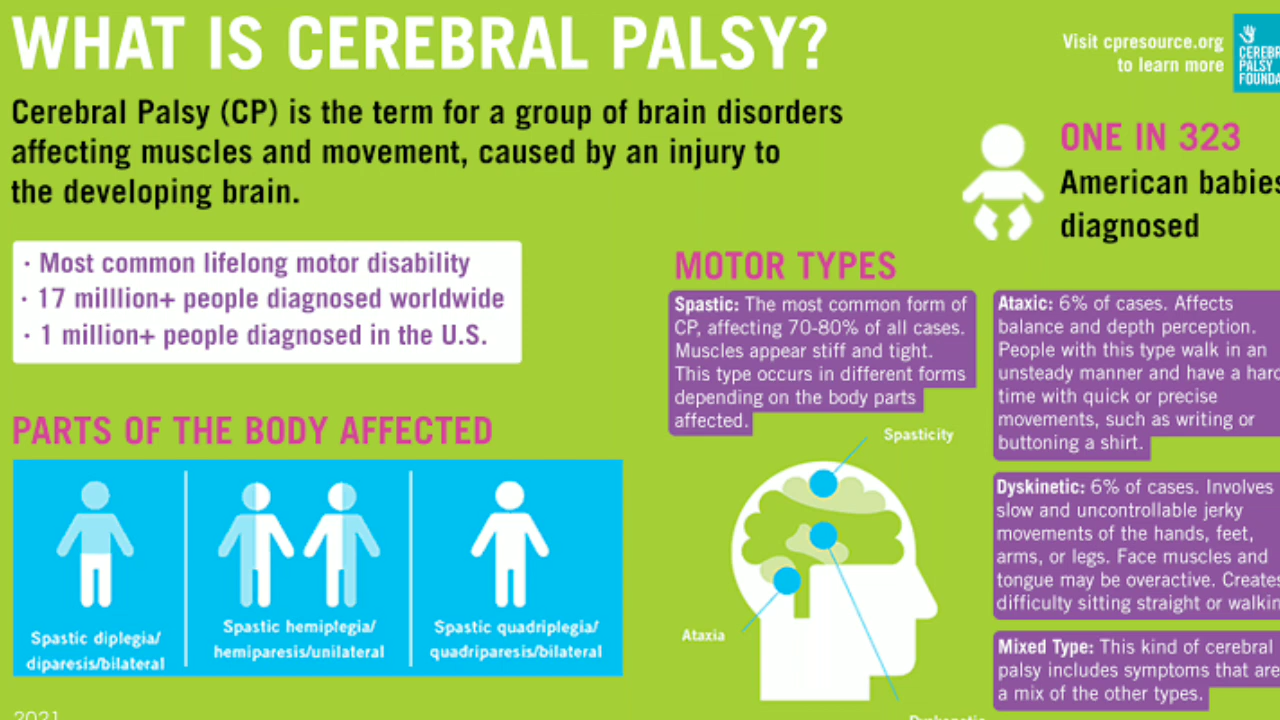 WHAT IS CEREBRAL PALSY?
Cerebral Palsy (CP) is the term for a group of brain disorders
affecting muscles and movement, caused by an injury to
the developing brain.
· Most common lifelong motor disability
· 17 milllion+ people diagnosed worldwide
· 1 million+ people diagnosed in the U.S.
PARTS OF THE BODY AFFECTED
Spastic diplegia/
diparesis/bilateral
Spastic hemiplegia/
hemiparesis/unilateral
Spastic quadriplegia/
quadriparesis/bilateral
2021
Visit cpresource.org
to learn more
PALSY
ONE IN 323
American babies
diagnosed
MOTOR TYPES
Spastic: The most common form of
CP, affecting 70-80% of all cases.
Muscles appear stiff and tight.
This type occurs in different forms
depending on the body parts
affected.
Spasticity
Ataxia
Ataxic: 6% of cases. Affects
balance and depth perception.
People with this type walk in an
unsteady manner and have a hard
time with quick or precise
movements, such as writing or
buttoning a shirt.
Dyskinetic: 6% of cases. Involves
slow and uncontrollable jerky
movements of the hands, feet,
arms, or legs. Face muscles and
tongue may be overactive. Creates
difficulty sitting straight or
Mixed Type: This kind of cerebral
palsy includes symptoms that are
a mix of the other types.